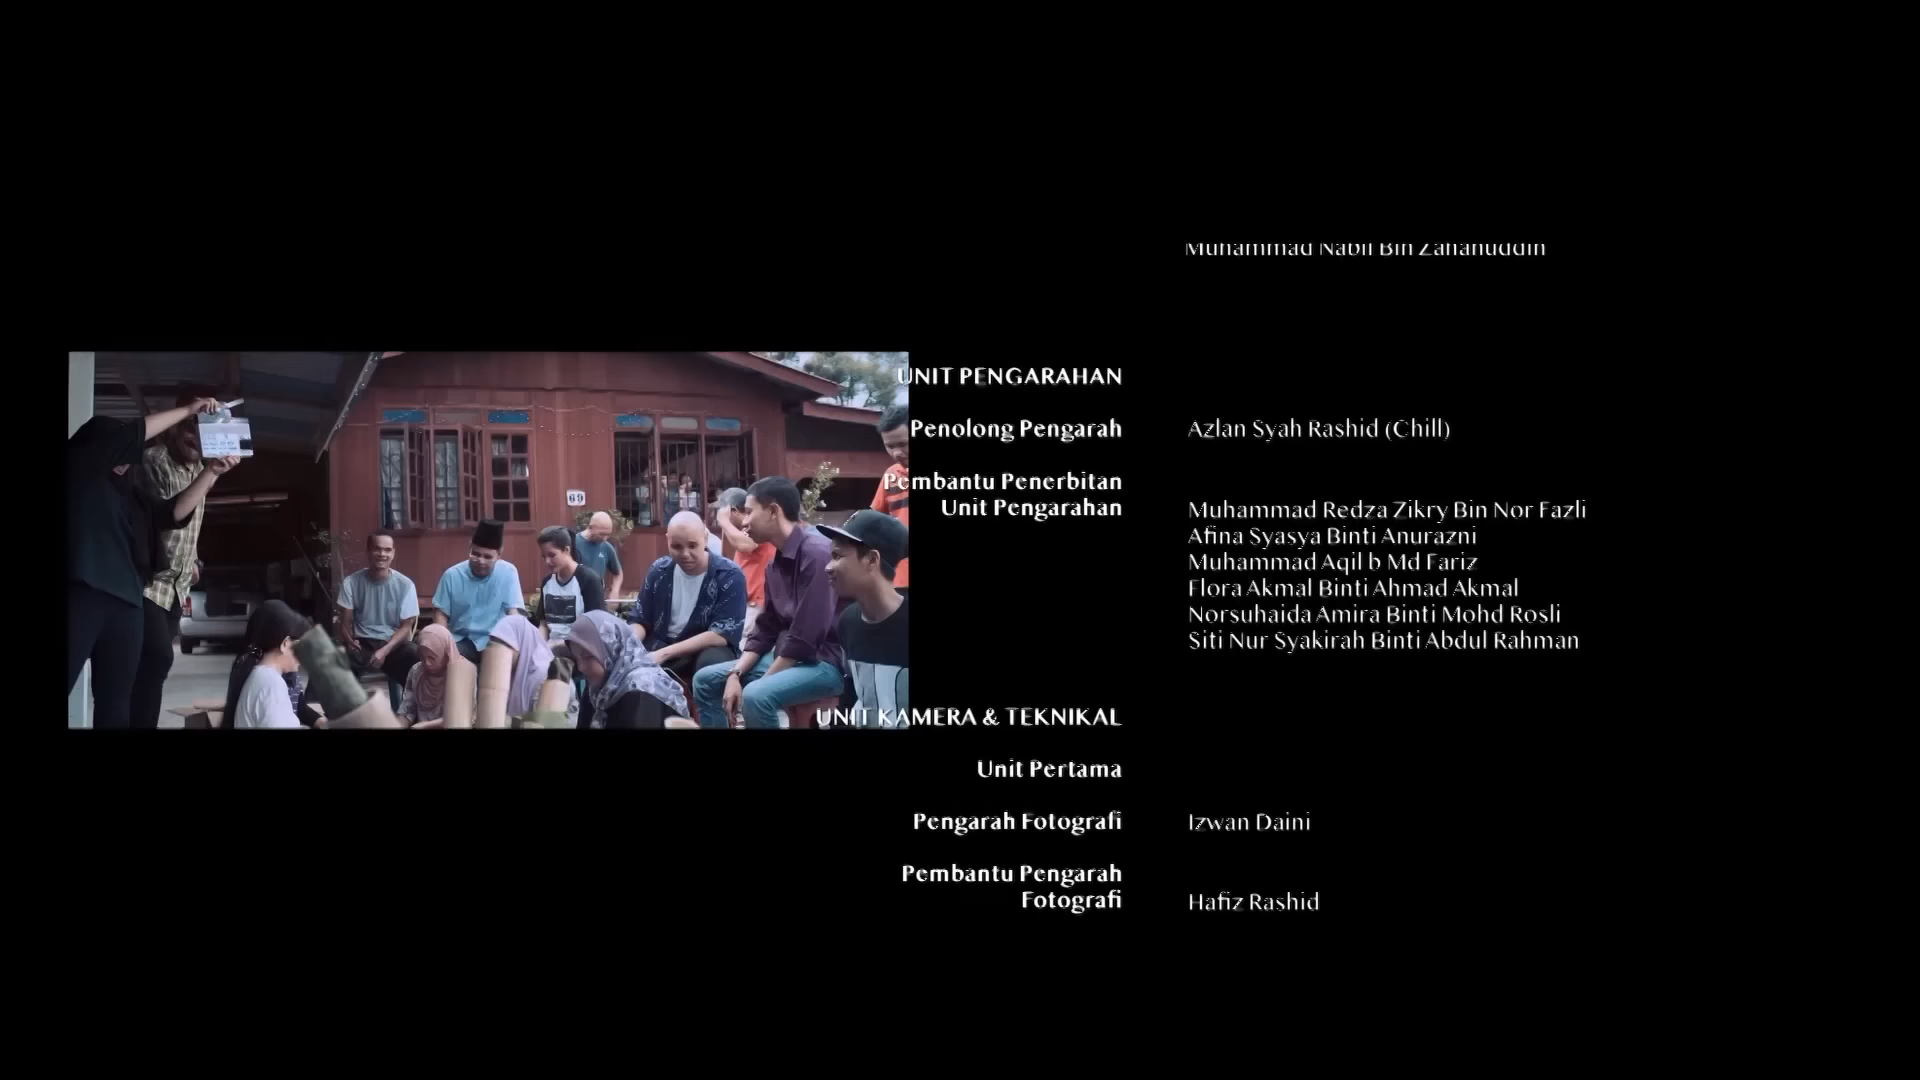 Muhammad Nabil Bin Zahanuddin
UNIT PENGARAHAN
Penolong Pengarah Azlan Syah Rashid (Chill)
Pembantu Penerbitan
Unit Pengarahan Muhammad Redza Zikry Bin Nor Fazli
Afina Syasya Binti Anurazni
Muhammad Aqil b Md Fariz
Flora Akmal Binti Ahmad Akmal
Norsuhaida Amira Binti Mohd Rosli
Siti Nur Syakirah Binti Abdul Rahman
UNIT KAMERA & TEKNIKAL
Unit Pertama
Pengarah Fotografi Izwan Daini
Pembantu Pengarah
Fotografi Hafiz Rashid
69